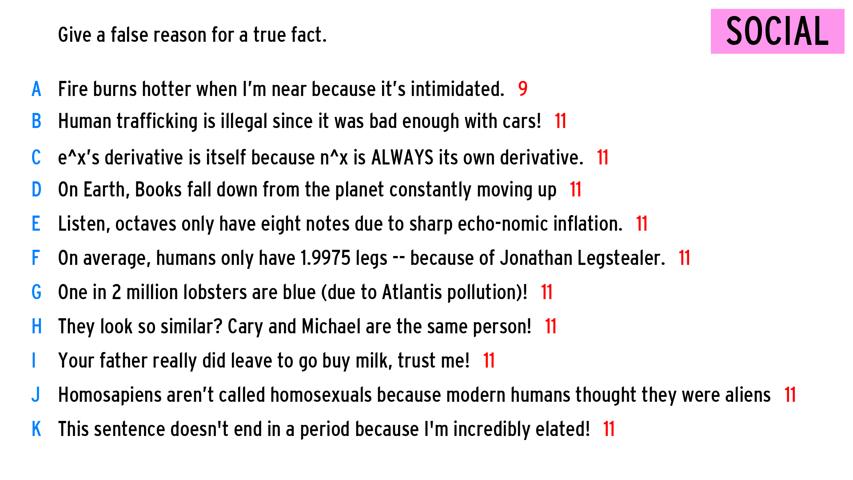 Give a false reason for a true fact.
SOCIAL
A Fire burns hotter when I'm near because it's intimidated. 9
B Human trafficking is illegal since it was bad enough with cars! 11
C e^x's derivative is itself because n^x is ALWAYS its own derivative. 11
D On Earth, Books fall down from the planet constantly moving up 11
E Listen, octaves only have eight notes due to sharp echo-nomic inflation. 11
F On average, humans only have 1.9975 legs -- because of Jonathan Legstealer. 11
G One in 2 million lobsters are blue (due to Atlantis pollution)! 11
H They look so similar? Cary and Michael are the same person! 11
I Your father really did leave to go buy milk, trust me! 11
J Homosapiens aren't called homosexuals because modern humans thought they were aliens 11
K This sentence doesn't end in a period because I'm incredibly elated! 11